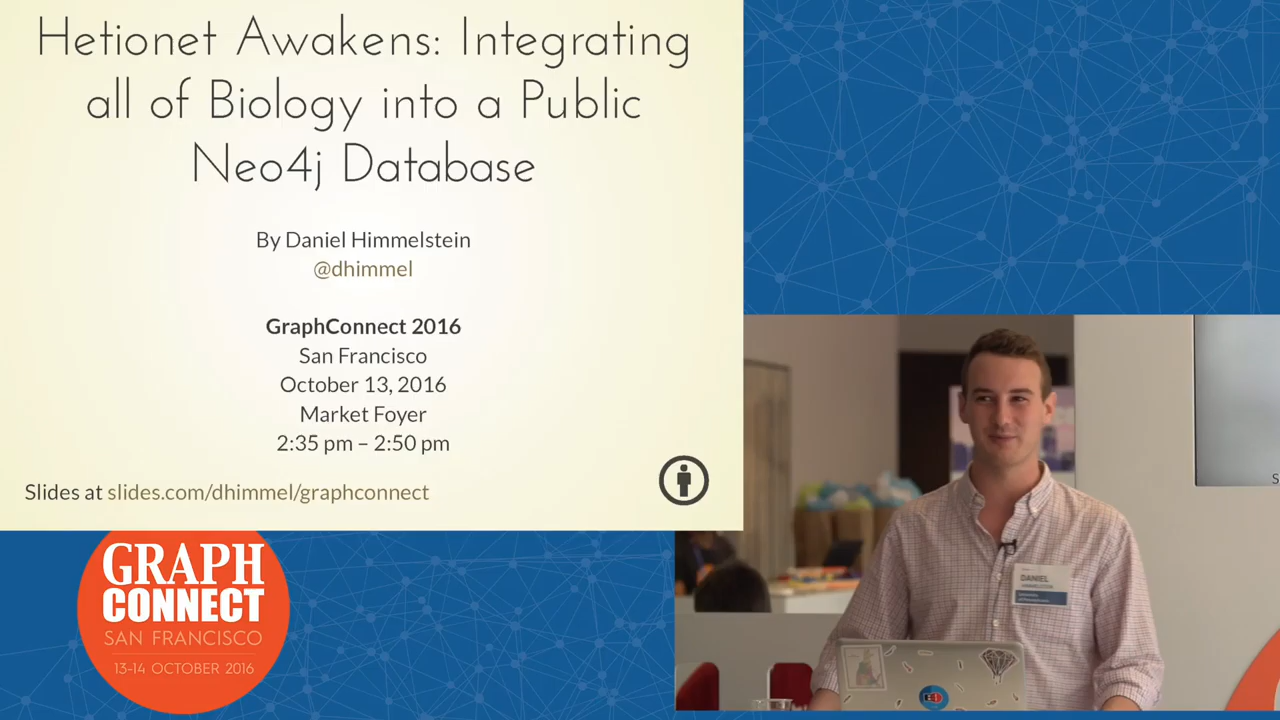 Hetionet Awakens: Integrating
all of Biology into a Public
Neo4j Database
By Daniel Himmelstein
@dhimmel
GraphConnect 2016
San Francisco
October 13, 2016
Market Foyer
2:35 pm – 2:50 pm
Slides at slides.com/dhimmel/graphconnect
GRAPH
CONNECT
SAN FRANCISCO
13-14 OCTOBER 2016
DANIEL
HIMMELSTEIN
S